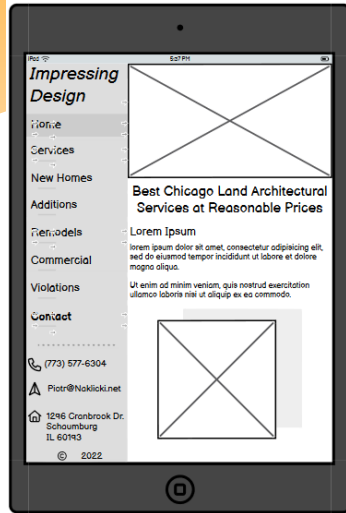 iPad
5:27 PM
Impressing
Design
Home
Services
New Homes
Additions
Remodels
Commercial
Violations
Contact
(773) 577-6304
Piotr@Naklicki.net
1296 Cranbrook Dr.
Schaumburg
IL 60193
© 2022
Best Chicago Land Architectural
Services at Reasonable Prices
Lorem Ipsum
lorem ipsum dolor sit amet, consectetur adipisicing elit,
sed do eiusmod tempor incididunt ut labore et dolore
magna aliqua.
Ut enim ad minim veniam, quis nostrud exercitation
ullamco laboris nisi ut aliquip ex ea commodo.